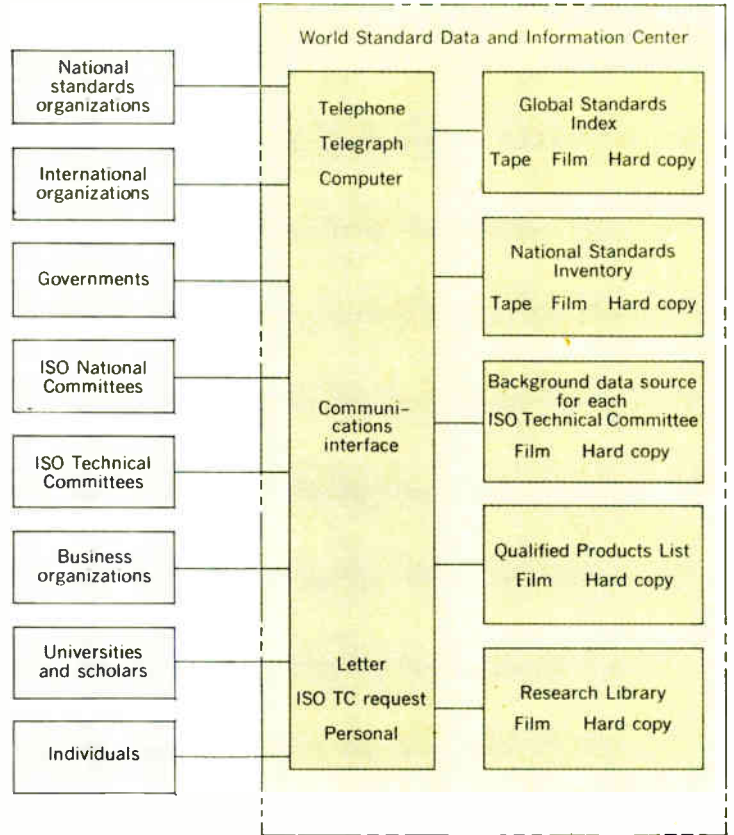 World Standard Data and Information Center
National
standards
organizations
International
organizations
Governments
ISO National
Committees
ISO Technical
Committees
Business
organizations
Universities
and scholars
Individuals
Telephone
Telegraph
Computer
Communi-
cations
interface
Letter
ISO TC request
Personal
Global Standards
Index
Tape Film Hard copy
National Standards
Inventory
Tape Film Hard copy
Background data source
for each
ISO Technical Committee
Film Hard copy
Qualified Products List
Film Hard copy
Research Library
Film Hard copy